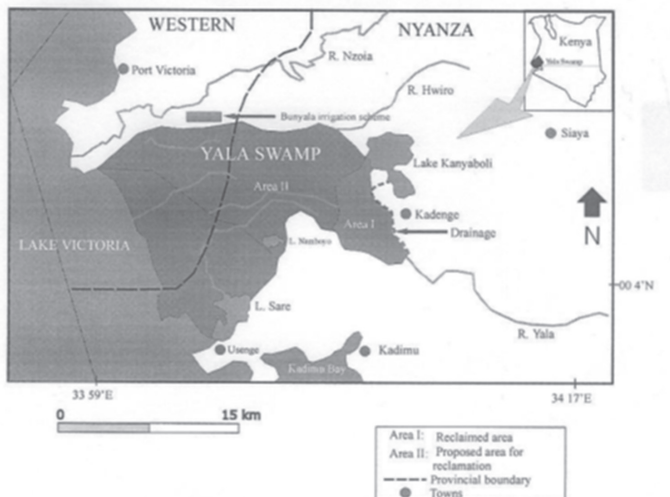 WESTERN
NYANZA
Kenya
Yala Swamp
R. Nzoia
Port Victoria
R. Hwiro
Bunyala irrigation scheme
Siaya
YALA SWAMP
Lake Kanyaboli
Area II
Kadenge
Area I
Drainage
N
LAKE VICTORIA
L. Namboyo
00 4'N
L. Sare
R. Yala
Usenge
Kadimu
Kadimu Bay
33 59"E
34 17"E
0
15 km
Area I: Reclaimed area
Area II: Proposed area for
reclamation
Provincial boundary
Towns